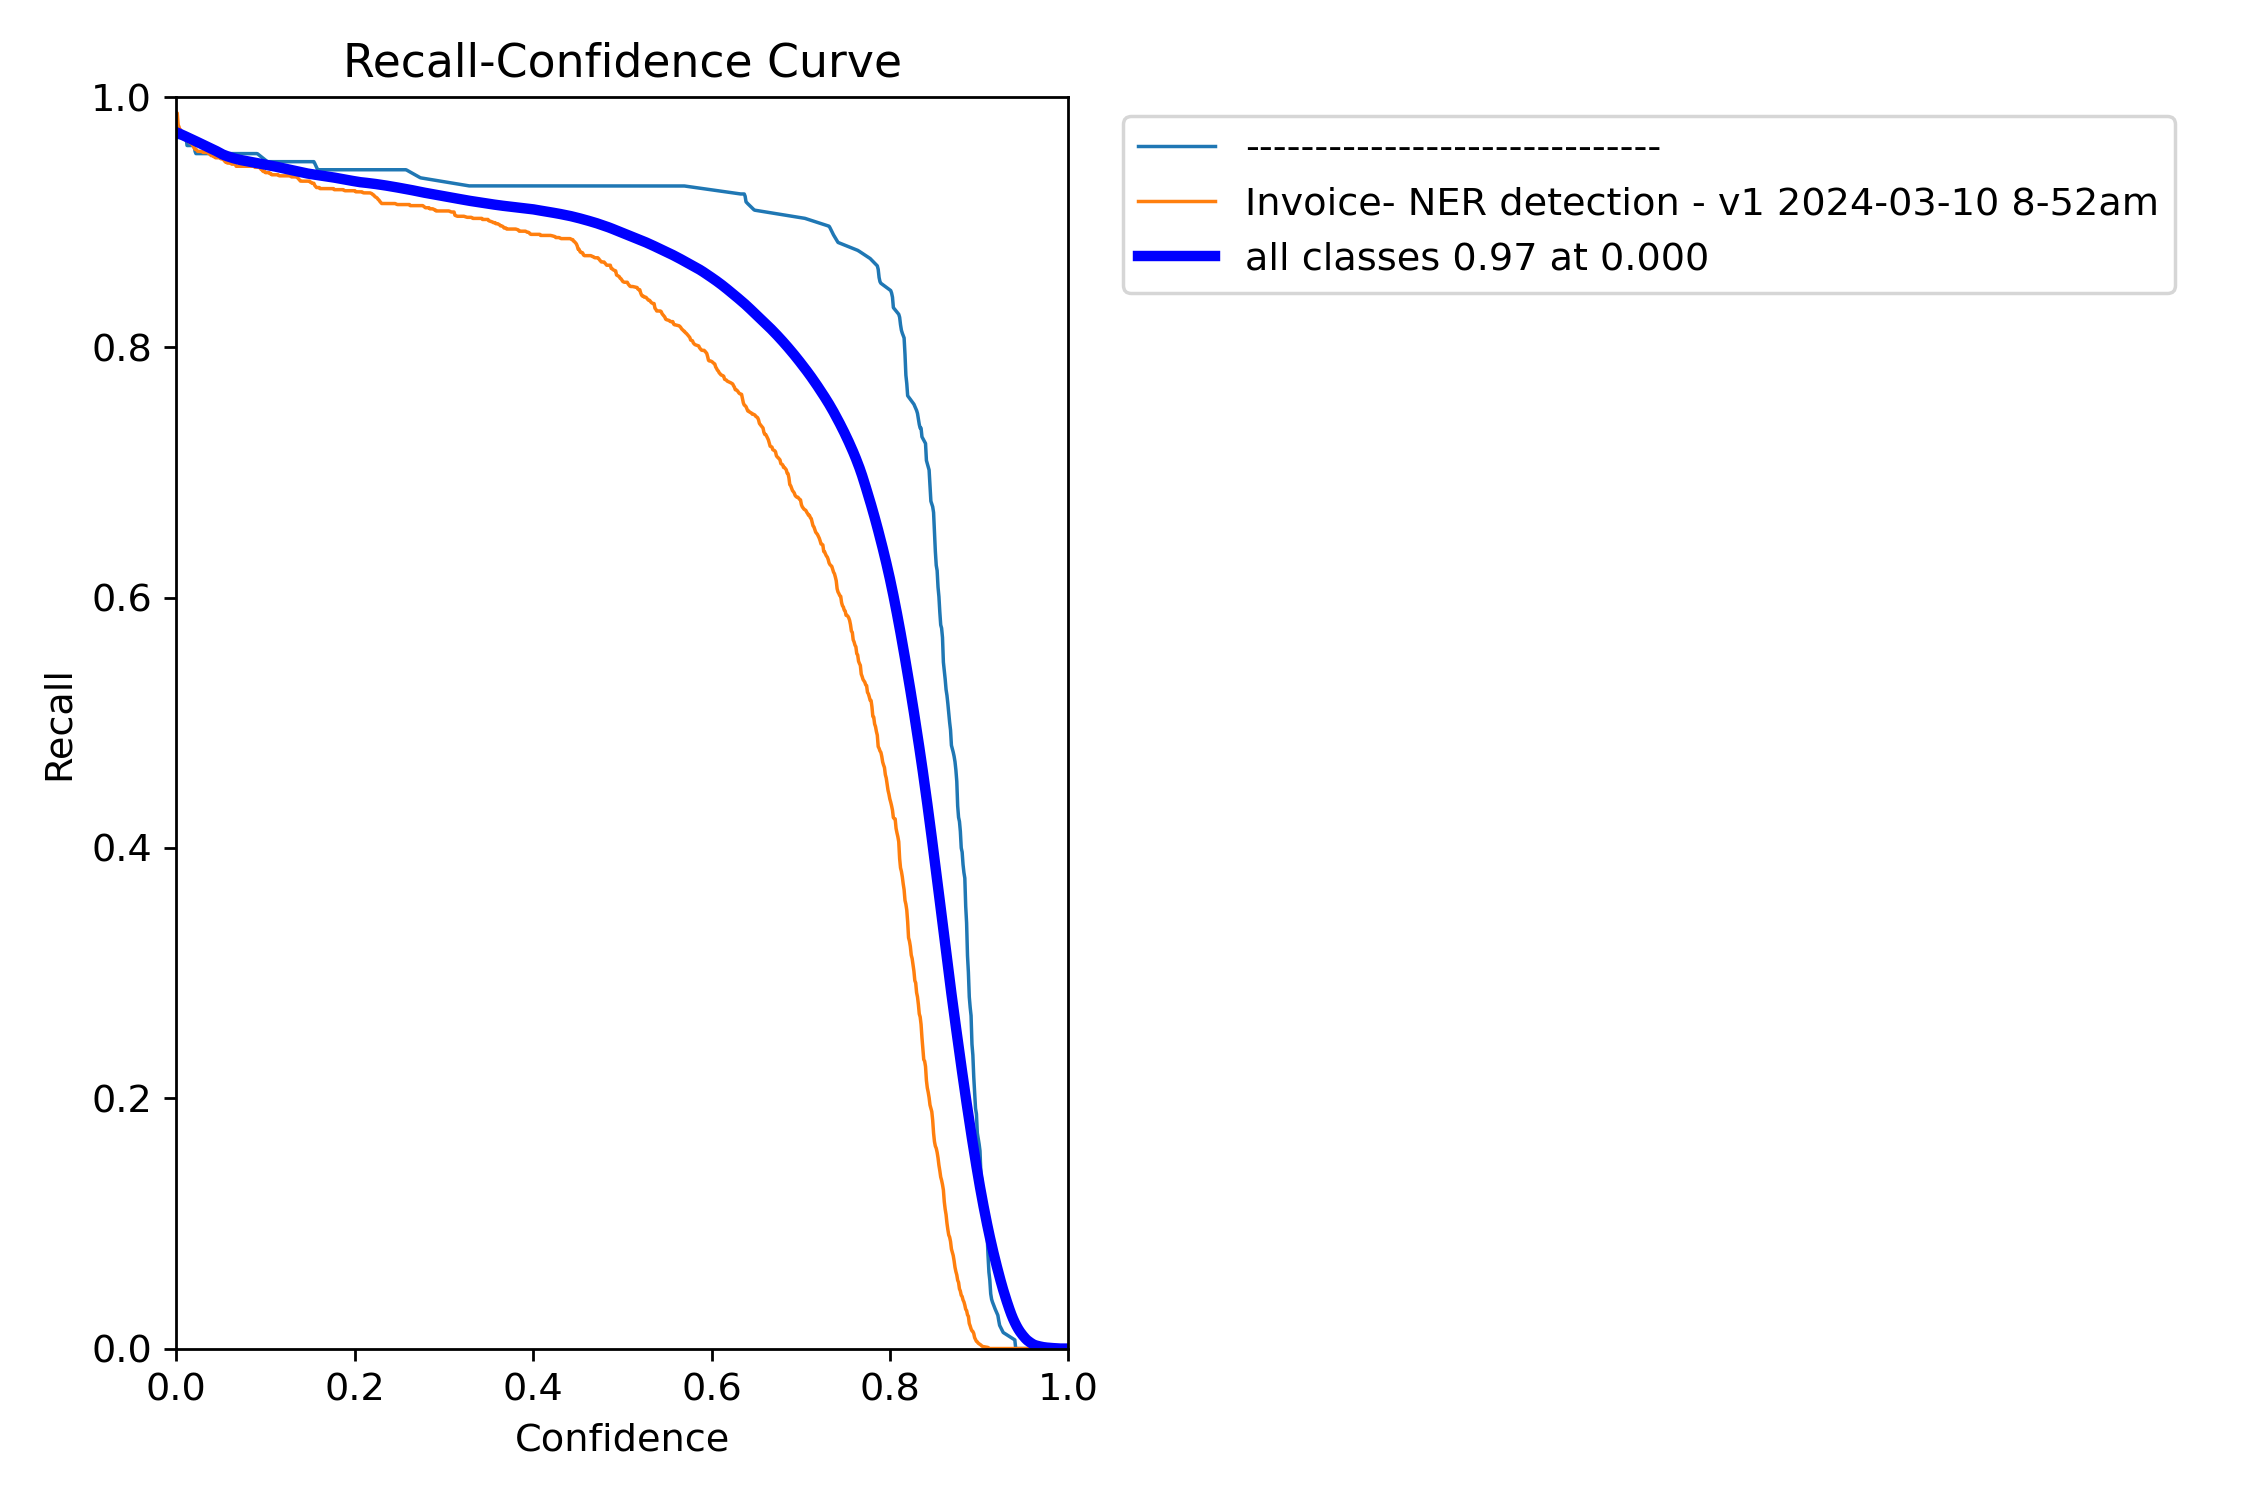 Recall-Confidence Curve
1.0
0.8
0.6
0.4
0.2
0.0
Recall
0.0 0.2 0.4 0.6 0.8 1.0
Confidence
------------------------------
Invoice- NER detection - v1 2024-03-10 8-52am
all classes 0.97 at 0.000